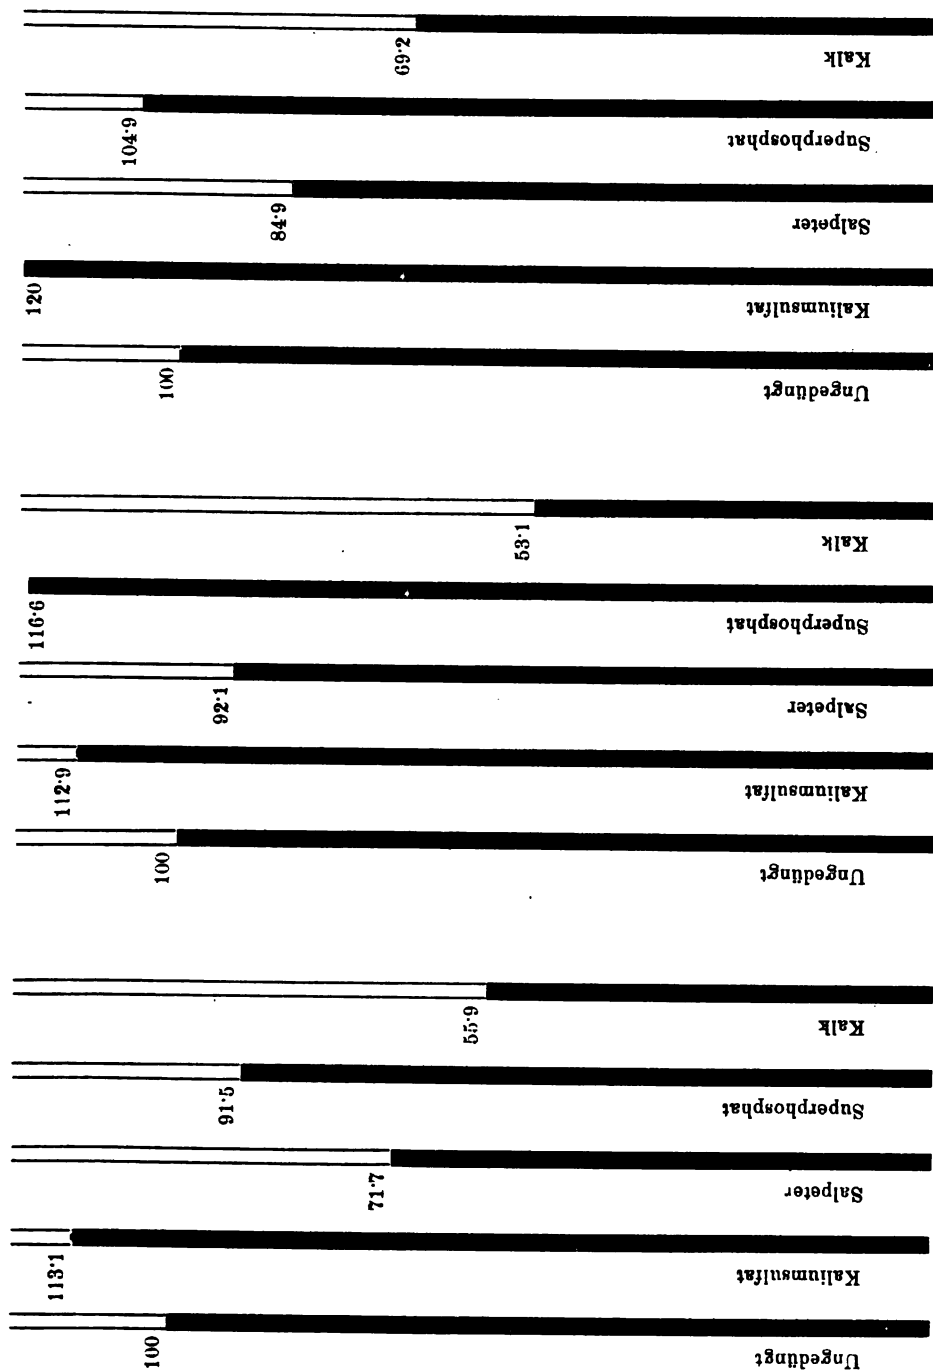 Kalk
69·2
Superphosphat
104·9
Salpeter
84·9
Kaliumsulfat
120
Ungedüngt
100
Kalk
53·1
Superphosphat
116·6
Salpeter
92·1
Kaliumsulfat
112·9
Ungedüngt
100
Kalk
55·9
Superphosphat
91·5
Salpeter
71·7
Kaliumsulfat
113·1
Ungedüngt
100